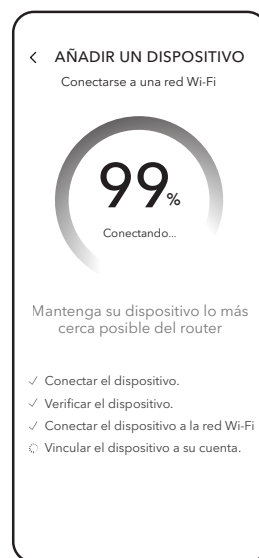 AÑADIR UN DISPOSITIVO
Conectarse a una red Wi-Fi
99%
Conectando...
Mantenga su dispositivo lo más
cerca posible del router
Conectar el dispositivo.
Verificar el dispositivo.
Conectar el dispositivo a la red Wi-Fi
Vincular el dispositivo a su cuenta.